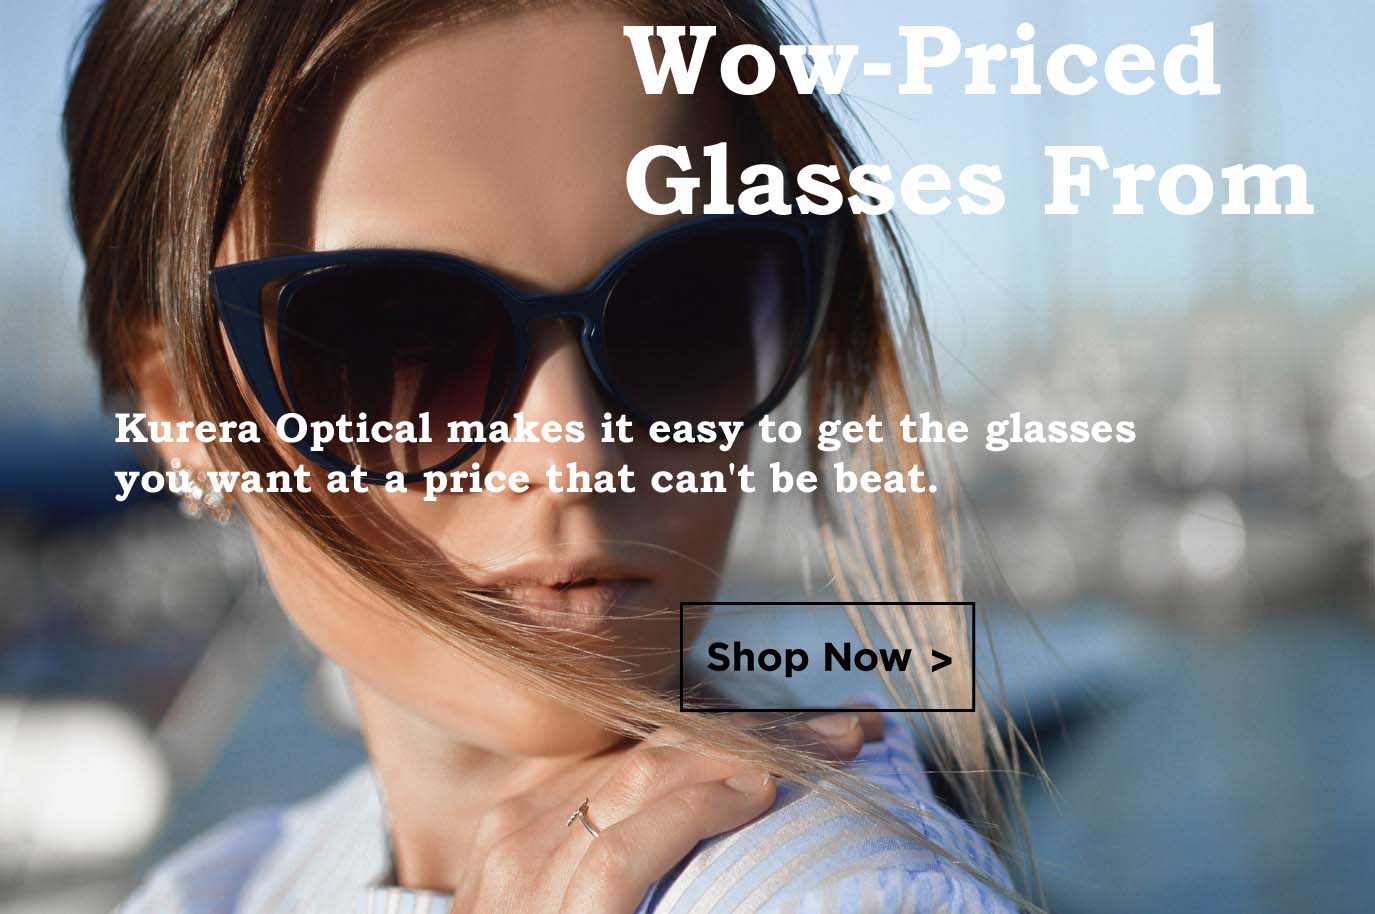 Wow-Priced
Glasses From
Kurera Optical makes it easy to get the glasses
you want at a price that can't be beat.
Shop Now >